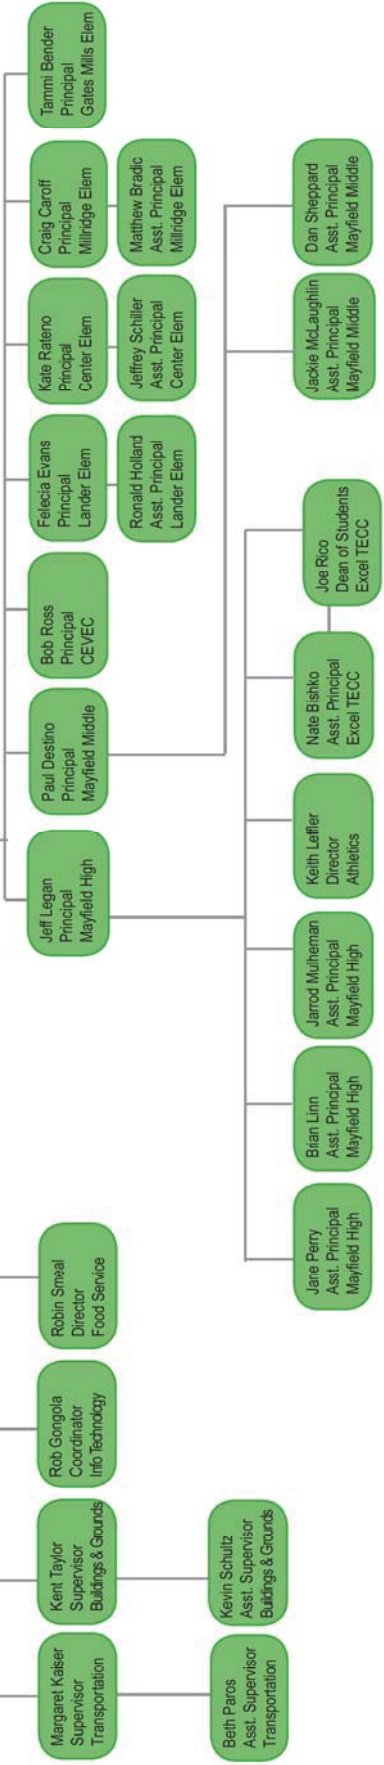 Margaret Kaiser
Supervisor
Transportation
Kent Taylor
Supervisor
Buildings & Grounds
Rob Gongola
Coordinator
Info Technology
Robin Smeal
Director
Food Service
Jeff Legan
Principal
Mayfield High
Paul Destino
Principal
Mayfield Middle
Bob Ross
Principal
CEVEC
Felecia Evans
Principal
Lander Elem
Kate Rateno
Principal
Center Elem
Craig Caroff
Principal
Millridge Elem
Tammi Bender
Principal
Gates Mills Elem
Ronald Holland
Asst. Principal
Lander Elem
Jeffrey Schiller
Asst. Principal
Center Elem
Matthew Bradic
Asst. Principal
Millridge Elem
Beth Paros
Asst. Supervisor
Transportation
Kevin Schultz
Asst. Supervisor
Buildings & Grounds
Jane Perry
Asst. Principal
Mayfield High
Brian Linn
Asst. Principal
Mayfield High
Jarrod Mulheman
Asst. Principal
Mayfield High
Keith Leffler
Director
Athletics
Nate Bishko
Asst. Principal
Excel TECC
Joe Rico
Dean of Students
Excel TECC
Jackie McLaughlin
Asst. Principal
Mayfield Middle
Dan Sheppard
Asst. Principal
Mayfield Middle